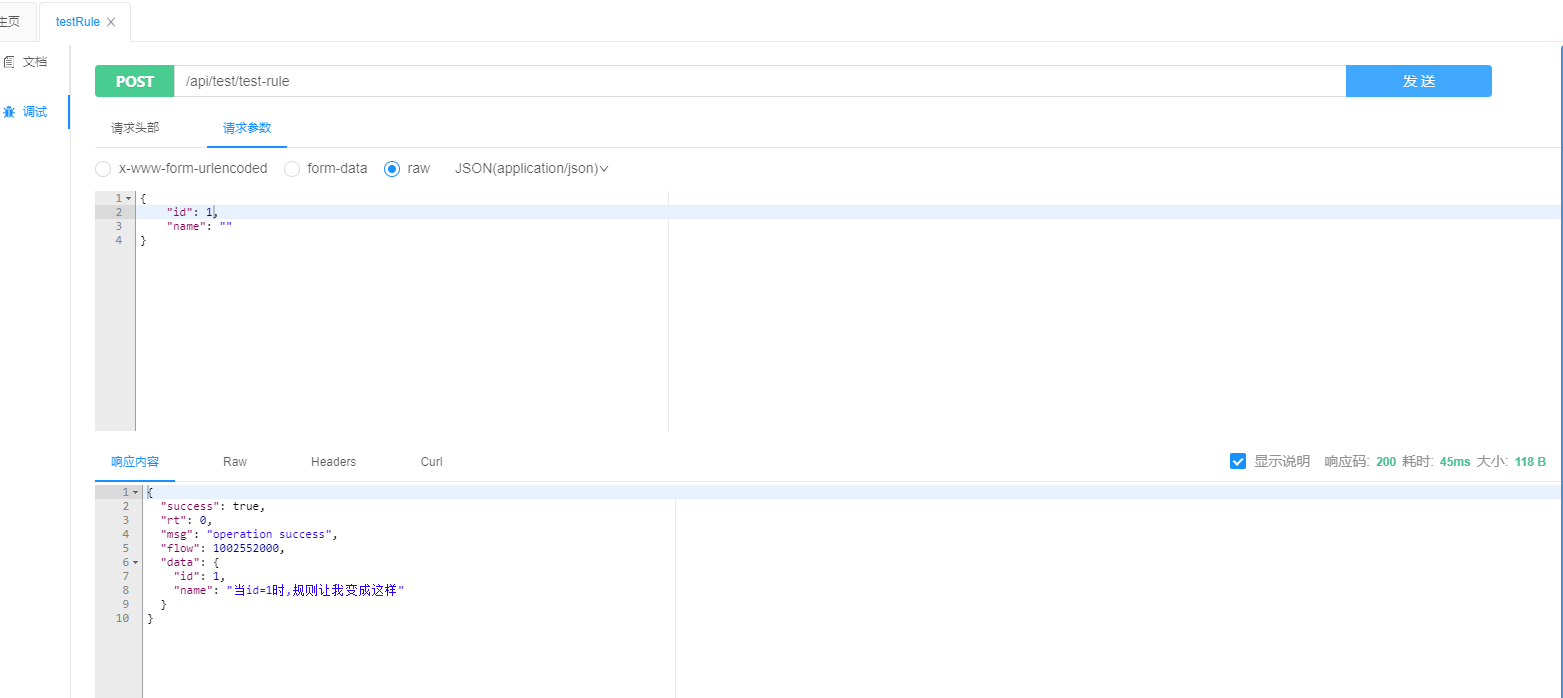 主页
testRule
文档
调试
POST /api/test/test-rule 发 送
请求头部 请求参数
x-www-form-urlencoded form-data raw JSON(application/json)
1 {
2 "id": 1,
3 "name": ""
4 }
响应内容 Raw Headers Curl 显示说明 响应码: 200 耗时: 45ms 大小: 118 B
1 {
2 "success": true,
3 "rt": 0,
4 "msg": "operation success",
5 "flow": 1002552000,
6 "data": {
7 "id": 1,
8 "name": "当id=1时,规则让我变成这样"
9 }
10 }